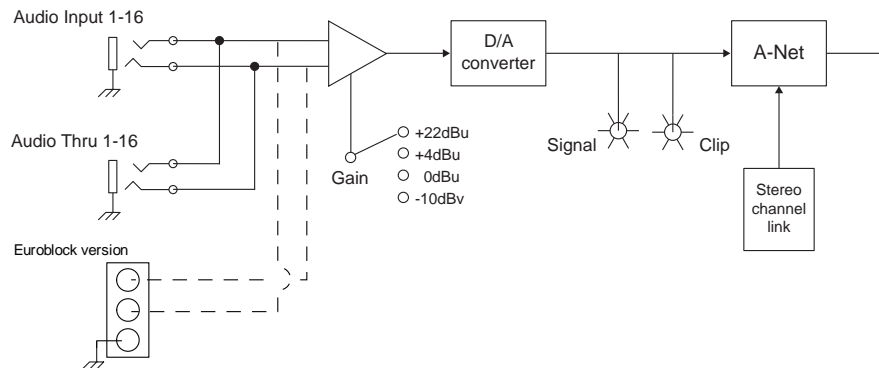 Audio Input 1-16
D/A
converter
A-Net
Audio Thru 1-16
+22dBu
+4dBu
0dBu
-10dBv
Gain
Signal
Clip
Stereo
channel
link
Euroblock version